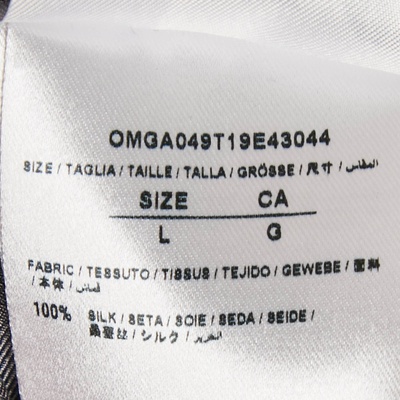 OMGA049T19E43044
SIZE / TAGLIA / TAILLE / TALLA / GRÖSSE / 尺寸 / المقاس
SIZE CA
L G
FABRIC / TESSUTO / TISSUS / TEJIDO / GEWEBE / 面料
/ 本体 / قماش
100% SILK / SETA / SOIE / SEDA / SEIDE /
桑蚕丝 / シルク / الحرير